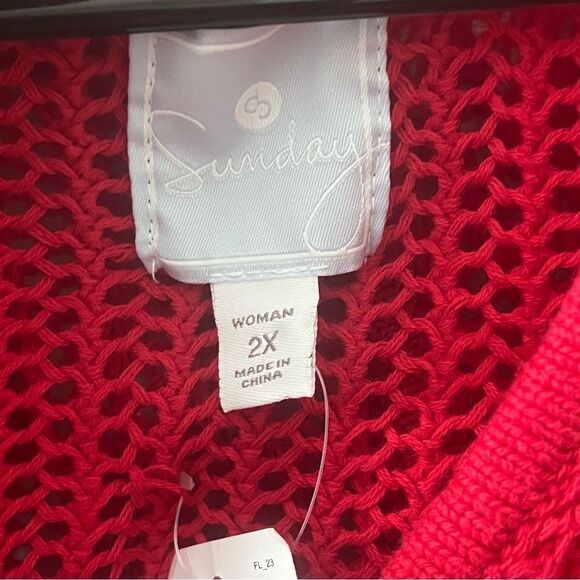 Sunday
WOMAN
2X
MADE IN
CHINA
FL_23